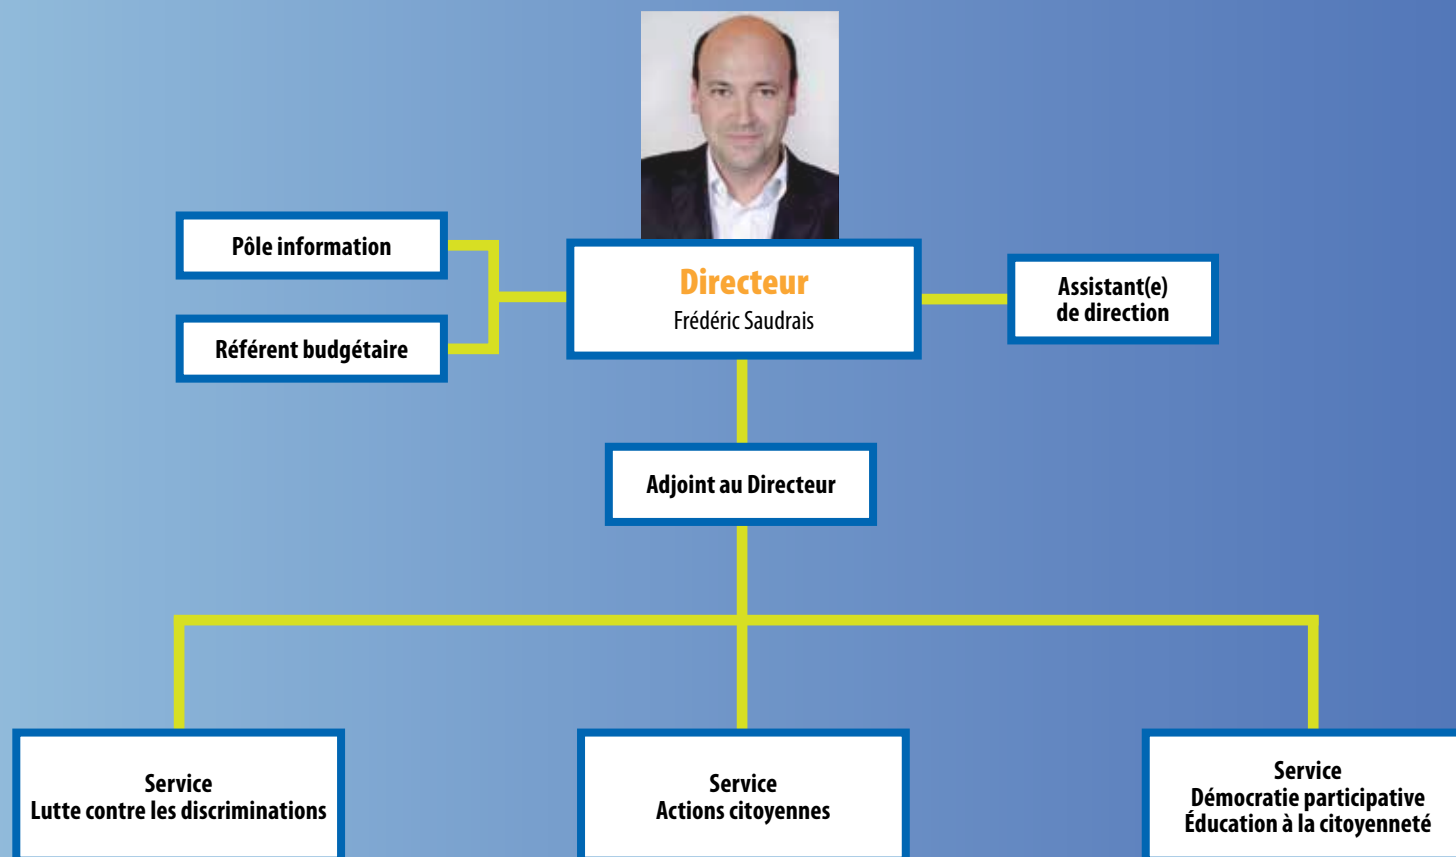 Pôle information
Référent budgétaire
Directeur
Frédéric Saudrais
Assistant(e)
de direction
Adjoint au Directeur
Service
Lutte contre les discriminations
Service
Actions citoyennes
Service
Démocratie participative
Éducation à la citoyenneté